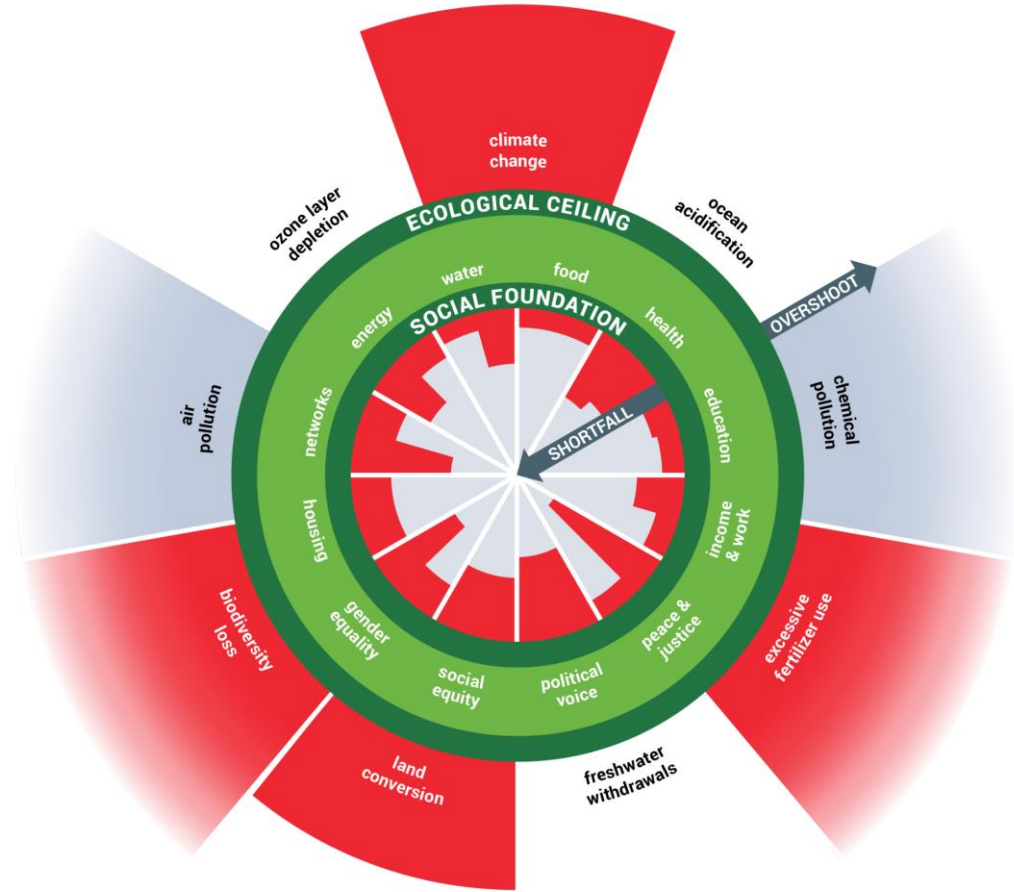 climate
change
ozone layer
depletion
ocean
acidification
ECOLOGICAL CEILING
water
food
SOCIAL FOUNDATION
energy
health
OVERSHOOT
air
pollution
networks
SHORTFALL
education
chemical
pollution
housing
income
& work
biodiversity
loss
gender
equality
peace &
justice
excessive
fertilizer use
social
equity
political
voice
land
conversion
freshwater
withdrawals